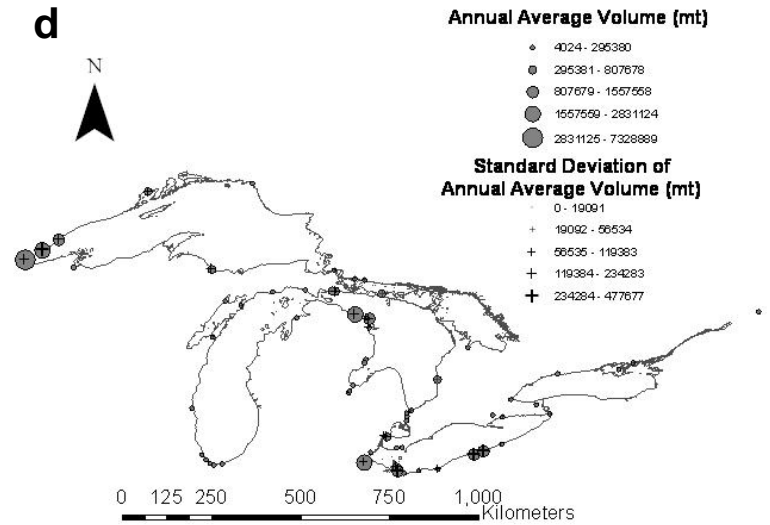 d
N
Annual Average Volume (mt)
4024 - 295380
295381 - 807678
807679 - 1557558
1557559 - 2831124
2831125 - 7328889
Standard Deviation of
Annual Average Volume (mt)
0 - 19091
19092 - 56534
56535 - 119383
119384 - 234283
234284 - 477677
0 125 250 500 750 1,000
Kilometers